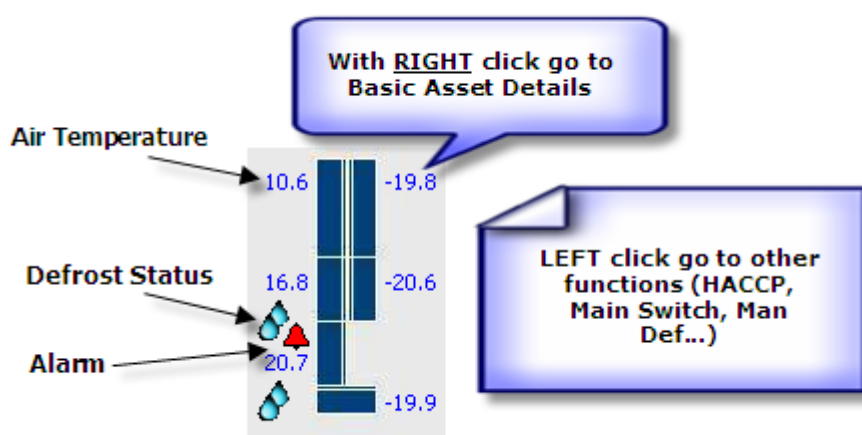 With RIGHT click go to
Basic Asset Details
Air Temperature
10.6
-19.8
LEFT click go to other
functions (HACCP,
Main Switch, Man
Def...)
Defrost Status
16.8
-20.6
Alarm
20.7
-19.9